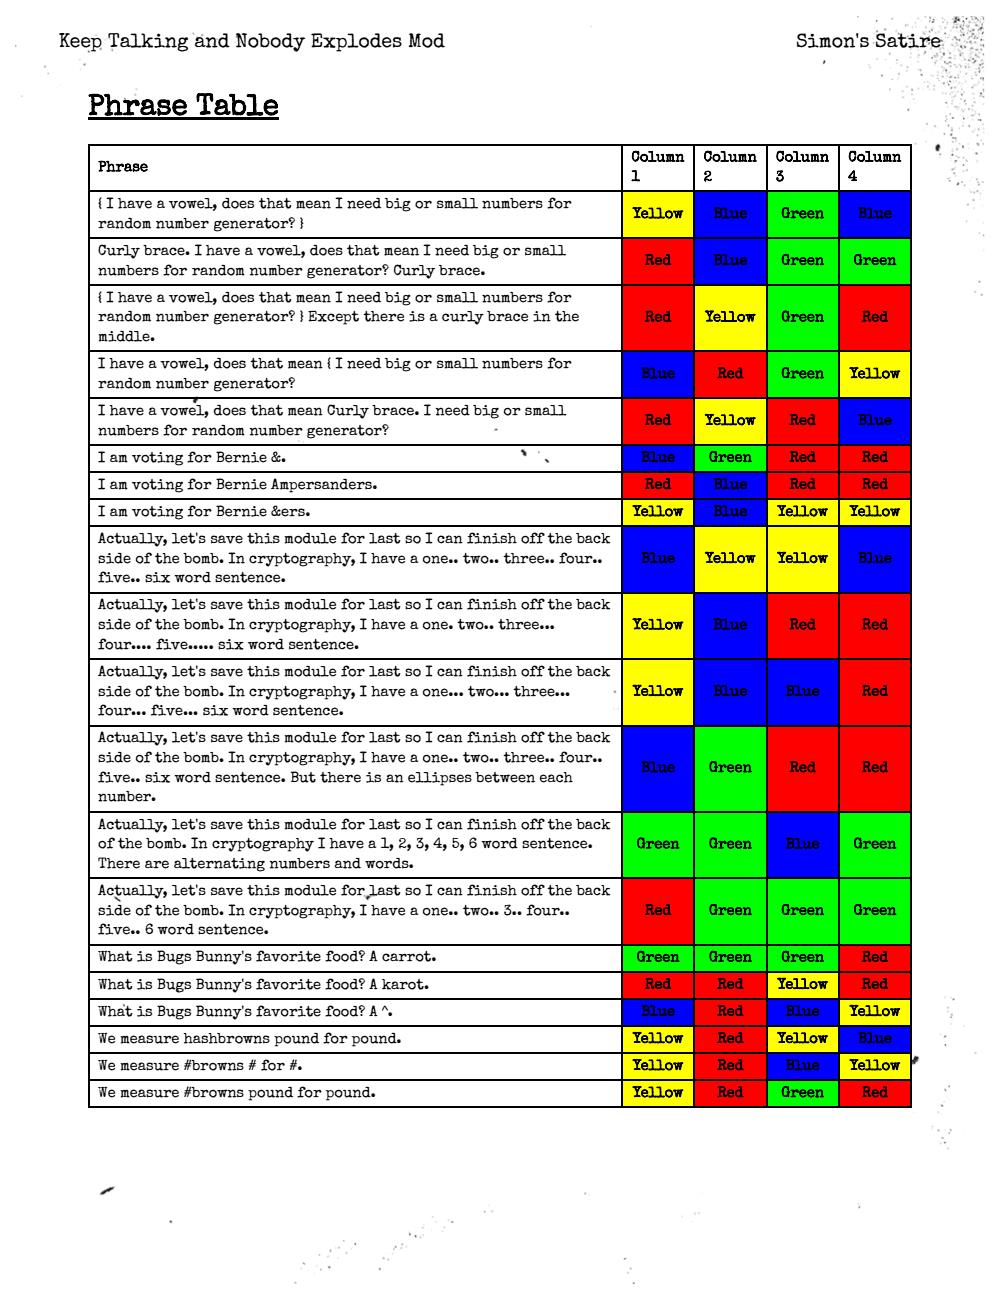 Keep Talking and Nobody Explodes Mod
Simon's Satire
Phrase Table
Phrase
Column 1
Column 2
Column 3
Column 4
{ I have a vowel, does that mean I need big or small numbers for
random number generator? }
Yellow Blue Green Blue
Curly brace. I have a vowel, does that mean I need big or small
numbers for random number generator? Curly brace.
Red Blue Green Green
{ I have a vowel, does that mean I need big or small numbers for
random number generator? } Except there is a curly brace in the
middle.
Red Yellow Green Red
I have a vowel, does that mean { I need big or small numbers for
random number generator?
Blue Red Green Yellow
I have a vowel, does that mean Curly brace. I need big or small
numbers for random number generator?
Red Yellow Red Blue
I am voting for Bernie &.
Blue Green Red Red
I am voting for Bernie Ampersanders.
Red Blue Red Red
I am voting for Bernie &ers.
Yellow Blue Yellow Yellow
Actually, let's save this module for last so I can finish off the back
side of the bomb. In cryptography, I have a one.. two.. three.. four..
five.. six word sentence.
Blue Yellow Yellow Blue
Actually, let's save this module for last so I can finish off the back
side of the bomb. In cryptography, I have a one. two.. three...
four.... five..... six word sentence.
Yellow Blue Red Red
Actually, let's save this module for last so I can finish off the back
side of the bomb. In cryptography, I have a one... two... three...
four... five... six word sentence.
Yellow Blue Blue Red
Actually, let's save this module for last so I can finish off the back
side of the bomb. In cryptography, I have a one.. two.. three.. four..
five.. six word sentence. But there is an ellipses between each
number.
Blue Green Red Red
Actually, let's save this module for last so I can finish off the back
of the bomb. In cryptography I have a 1, 2, 3, 4, 5, 6 word sentence.
There are alternating numbers and words.
Green Green Blue Green
Actually, let's save this module for last so I can finish off the back
side of the bomb. In cryptography, I have a one.. two.. 3.. four..
five.. 6 word sentence.
Red Green Green Green
What is Bugs Bunny's favorite food? A carrot.
Green Green Green Red
What is Bugs Bunny's favorite food? A karot.
Red Red Yellow Red
What is Bugs Bunny's favorite food? A ^.
Blue Red Blue Yellow
We measure hashbrowns pound for pound.
Yellow Red Yellow Blue
We measure #browns # for #.
Yellow Red Blue Yellow
We measure #browns pound for pound.
Yellow Red Green Red